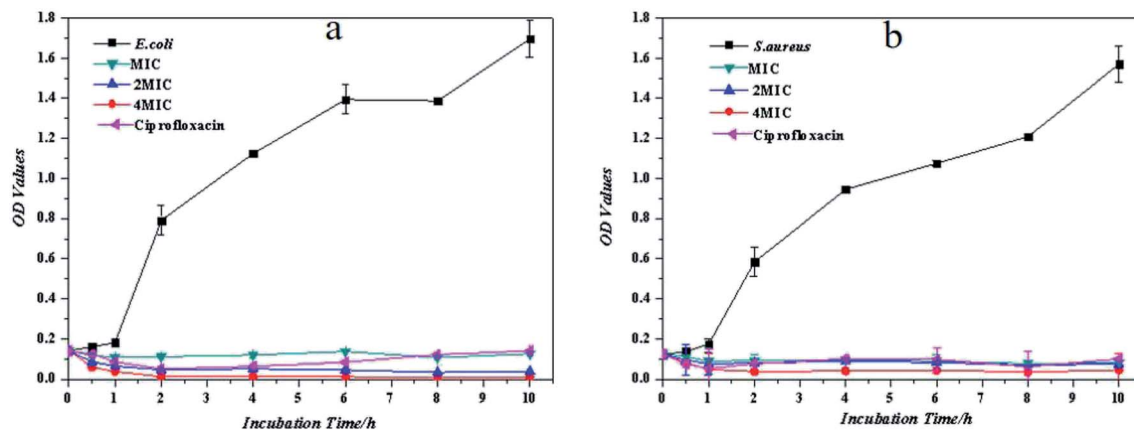 a
E.coli
MIC
2MIC
4MIC
Ciprofloxacin
OD Values
1.8
1.6
1.4
1.2
1.0
0.8
0.6
0.4
0.2
0.0
0 1 2 3 4 5 6 7 8 9 10
Incubation Time/h
b
S.aureus
MIC
2MIC
4MIC
Ciprofloxacin
OD Values
1.8
1.6
1.4
1.2
1.0
0.8
0.6
0.4
0.2
0.0
0 1 2 3 4 5 6 7 8 9 10
Incubation Time/h